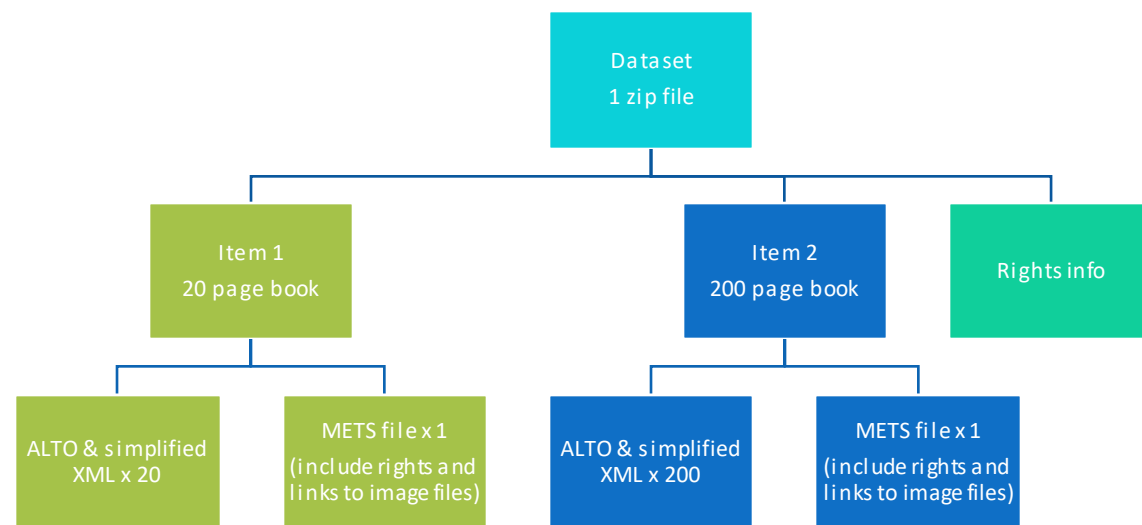 Dataset
1 zip file
Item 1
20 page book
Item 2
200 page book
Rights info
ALTO & simplified
XML x 20
METS file x 1
(include rights and
links to image files)
ALTO & simplified
XML x 200
METS file x 1
(include rights and
links to image files)